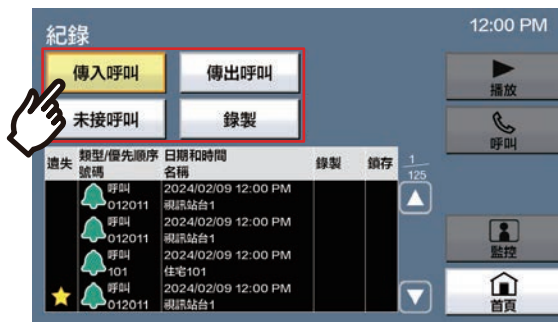 紀錄
12:00 PM
傳入呼叫
傳出呼叫
未接呼叫
錄製
播放
呼叫
監控
首頁
遺失 類型/優先順序 日期和時間 錄製 鎖存 1
號碼 名稱 125
呼叫 2024/02/09 12:00 PM
012011 視訊站台1
呼叫 2024/02/09 12:00 PM
012011 視訊站台1
呼叫 2024/02/09 12:00 PM
101 住宅101
呼叫 2024/02/09 12:00 PM
012011 視訊站台1